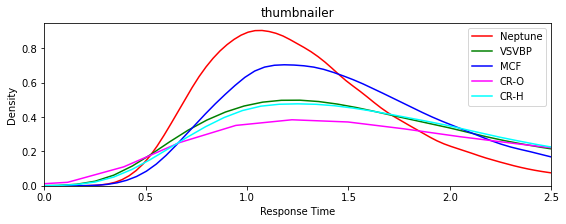 thumbnailer
Neptune
VSVBP
MCF
CR-O
CR-H
Density
0.8
0.6
0.4
0.2
0.0
0.0 0.5 1.0 1.5 2.0 2.5
Response Time